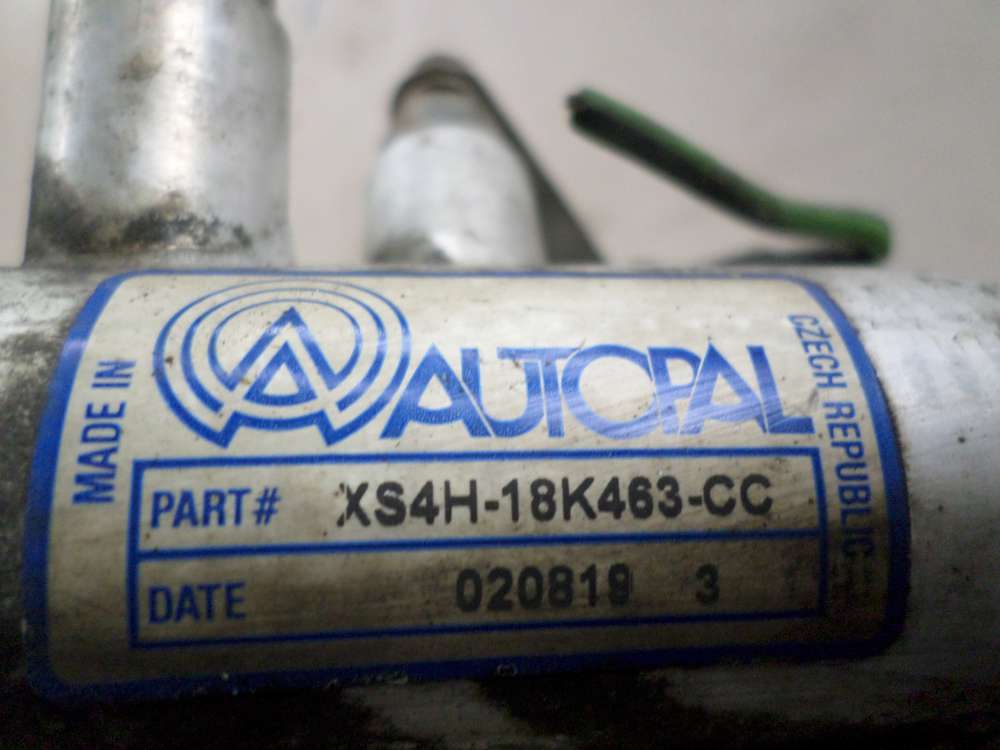 MADE IN
AUTOPAL
CZECH REPUBLIC
PART# XS4H-18K463-CC
DATE 020819 3